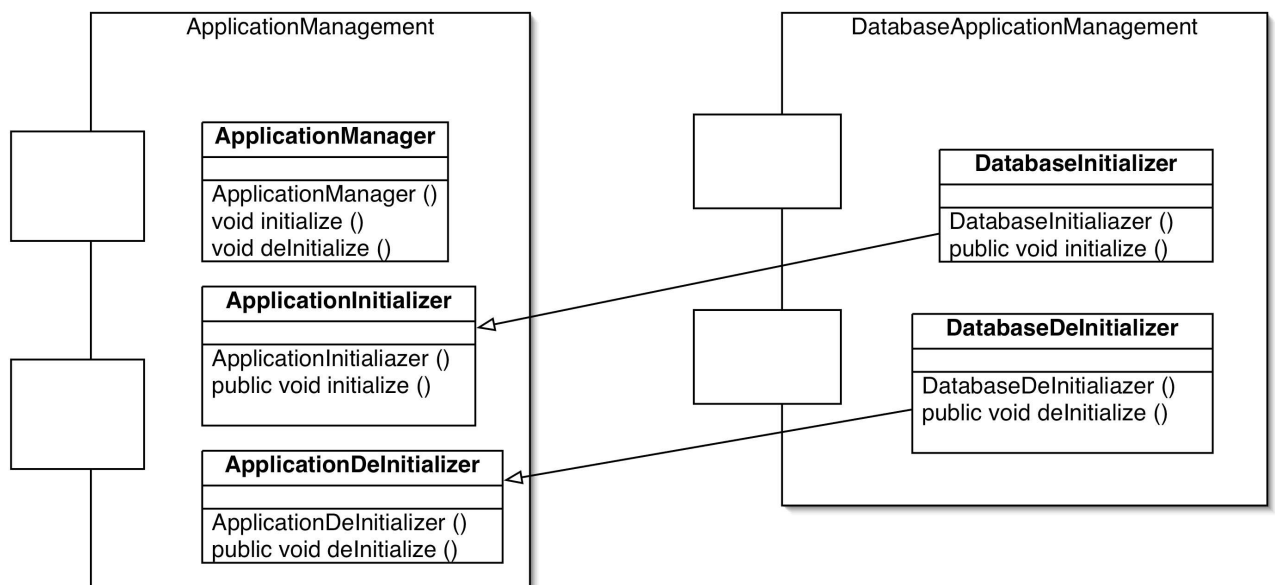 ApplicationManagement
ApplicationManager
ApplicationManager ()
void initialize ()
void deInitialize ()
ApplicationInitializer
ApplicationInitialiazer ()
public void initialize ()
ApplicationDeInitializer
ApplicationDeInitializer ()
public void deInitialize ()
DatabaseApplicationManagement
DatabaseInitializer
DatabaseInitialiazer ()
public void initialize ()
DatabaseDeInitializer
DatabaseDeInitialiazer ()
public void deInitialize ()